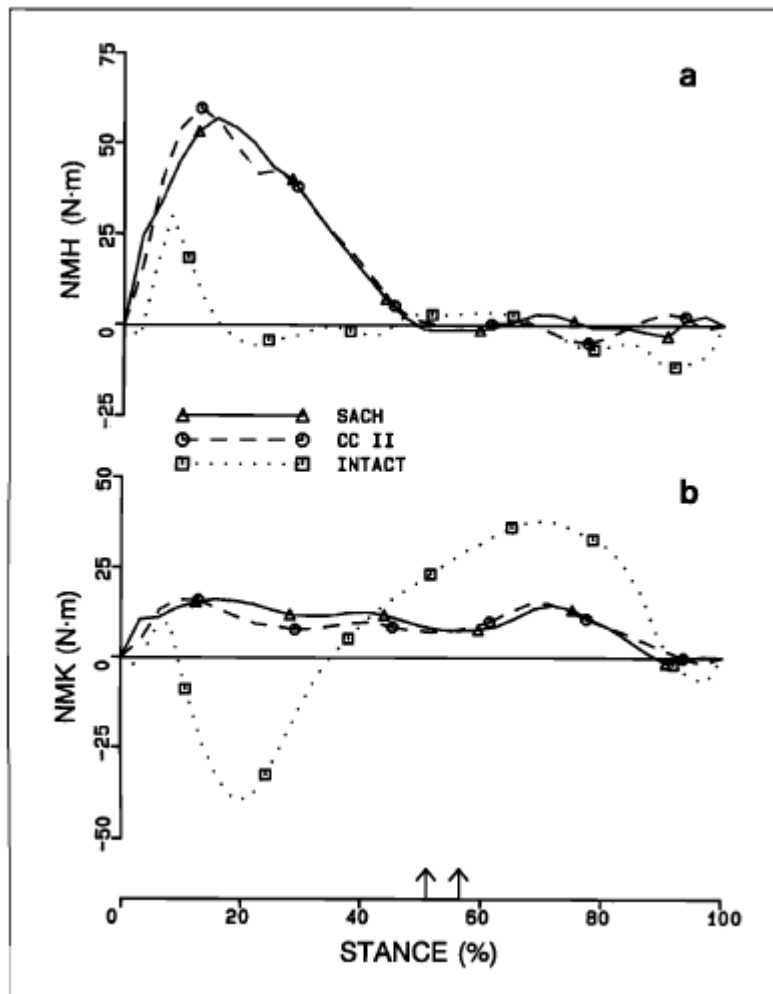 a
75
50
25
0
-25
NMH (N·m)
SACH
CC II
INTACT
b
50
25
0
-25
-50
NMK (N·m)
0 20 40 60 80 100
STANCE (%)